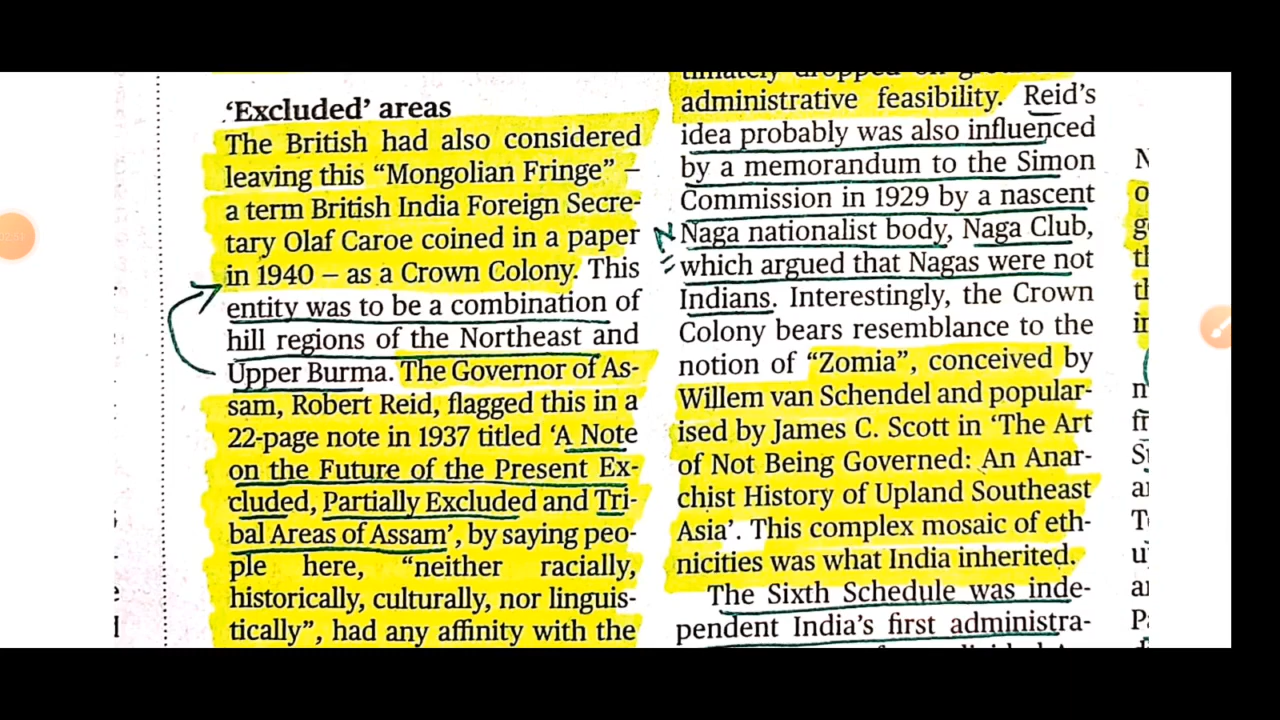 ‘Excluded’ areas
The British had also considered
leaving this “Mongolian Fringe” –
a term British India Foreign Secre-
tary Olaf Caroe coined in a paper
in 1940 – as a Crown Colony. This
entity was to be a combination of
hill regions of the Northeast and
Upper Burma. The Governor of As-
sam, Robert Reid, flagged this in a
22-page note in 1937 titled ‘A Note
on the Future of the Present Ex-
cluded, Partially Excluded and Tri-
bal Areas of Assam’, by saying peo-
ple here, “neither racially,
historically, culturally, nor linguis-
tically”, had any affinity with the
administrative feasibility. Reid’s
idea probably was also influenced
by a memorandum to the Simon
Commission in 1929 by a nascent
N Naga nationalist body, Naga Club,
which argued that Nagas were not
Indians. Interestingly, the Crown
Colony bears resemblance to the
notion of “Zomia”, conceived by
Willem van Schendel and popular-
ised by James C. Scott in ‘The Art
of Not Being Governed: An Anar-
chist History of Upland Southeast
Asia’. This complex mosaic of eth-
nicities was what India inherited.
The Sixth Schedule was inde-
pendent India’s first administra-